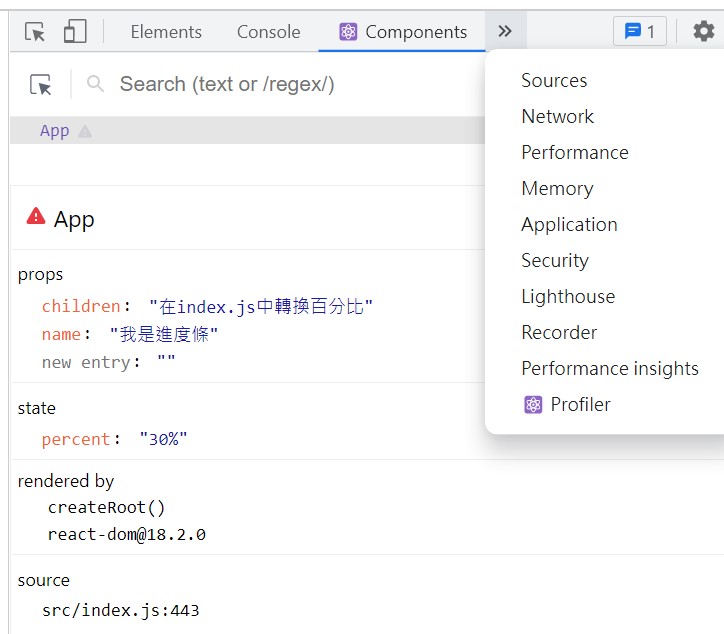 Elements Console Components » 1
Search (text or /regex/)
App
App
props
children: "在index.js中轉換百分比"
name: "我是進度條"
new entry: ""
state
percent: "30%"
rendered by
createRoot()
react-dom@18.2.0
source
src/index.js:443
Sources
Network
Performance
Memory
Application
Security
Lighthouse
Recorder
Performance insights
Profiler